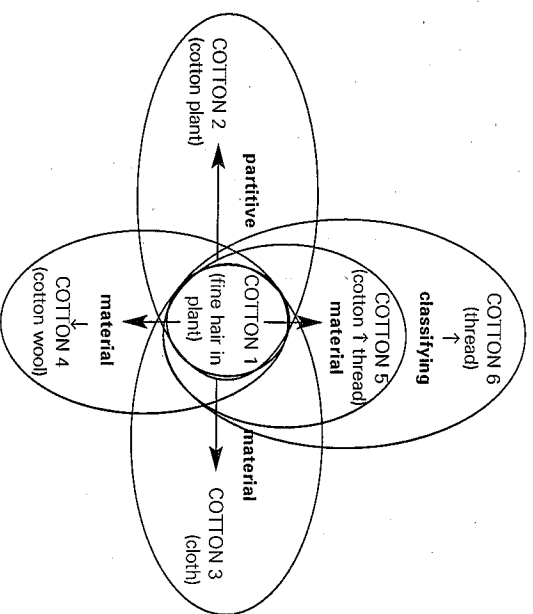 COTTON 6
(thread)
↑
classifying
COTTON 5
(cotton ↑ thread)
material
partitive
COTTON 2
(cotton plant)
COTTON 1
(fine hair in
plant)
material
COTTON 3
(cloth)
material
↓
COTTON 4
(cotton wool)